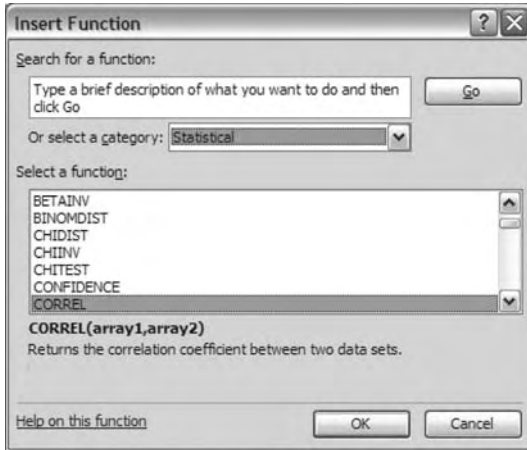 Insert Function
Search for a function:
Type a brief description of what you want to do and then
click Go
Go
Or select a category: Statistical
Select a function:
BETAINV
BINOMDIST
CHIDIST
CHIINV
CHITEST
CONFIDENCE
CORREL
CORREL(array1,array2)
Returns the correlation coefficient between two data sets.
Help on this function
OK
Cancel